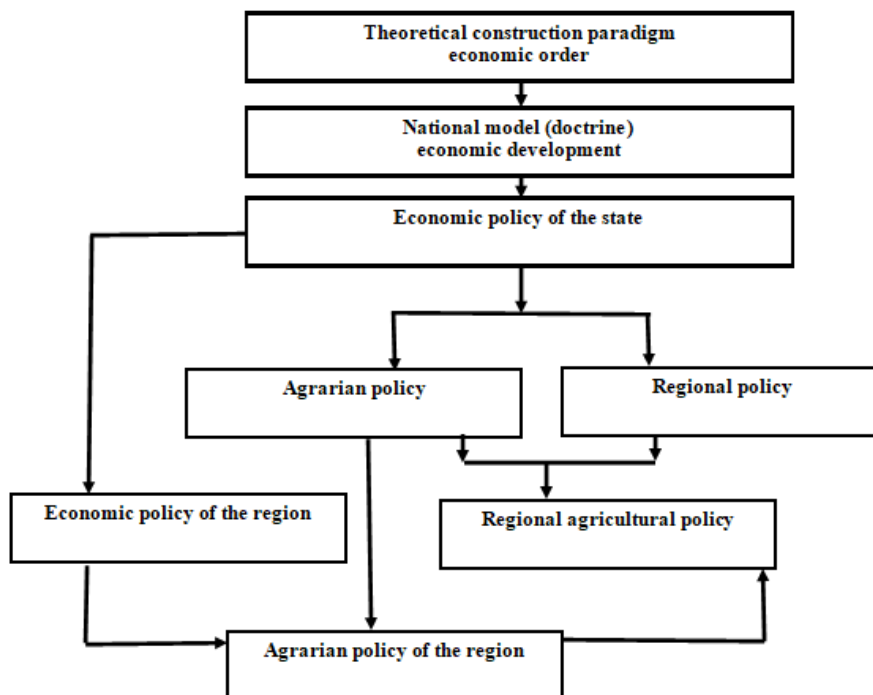 Theoretical construction paradigm
economic order
National model (doctrine)
economic development
Economic policy of the state
Agrarian policy
Regional policy
Economic policy of the region
Regional agricultural policy
Agrarian policy of the region